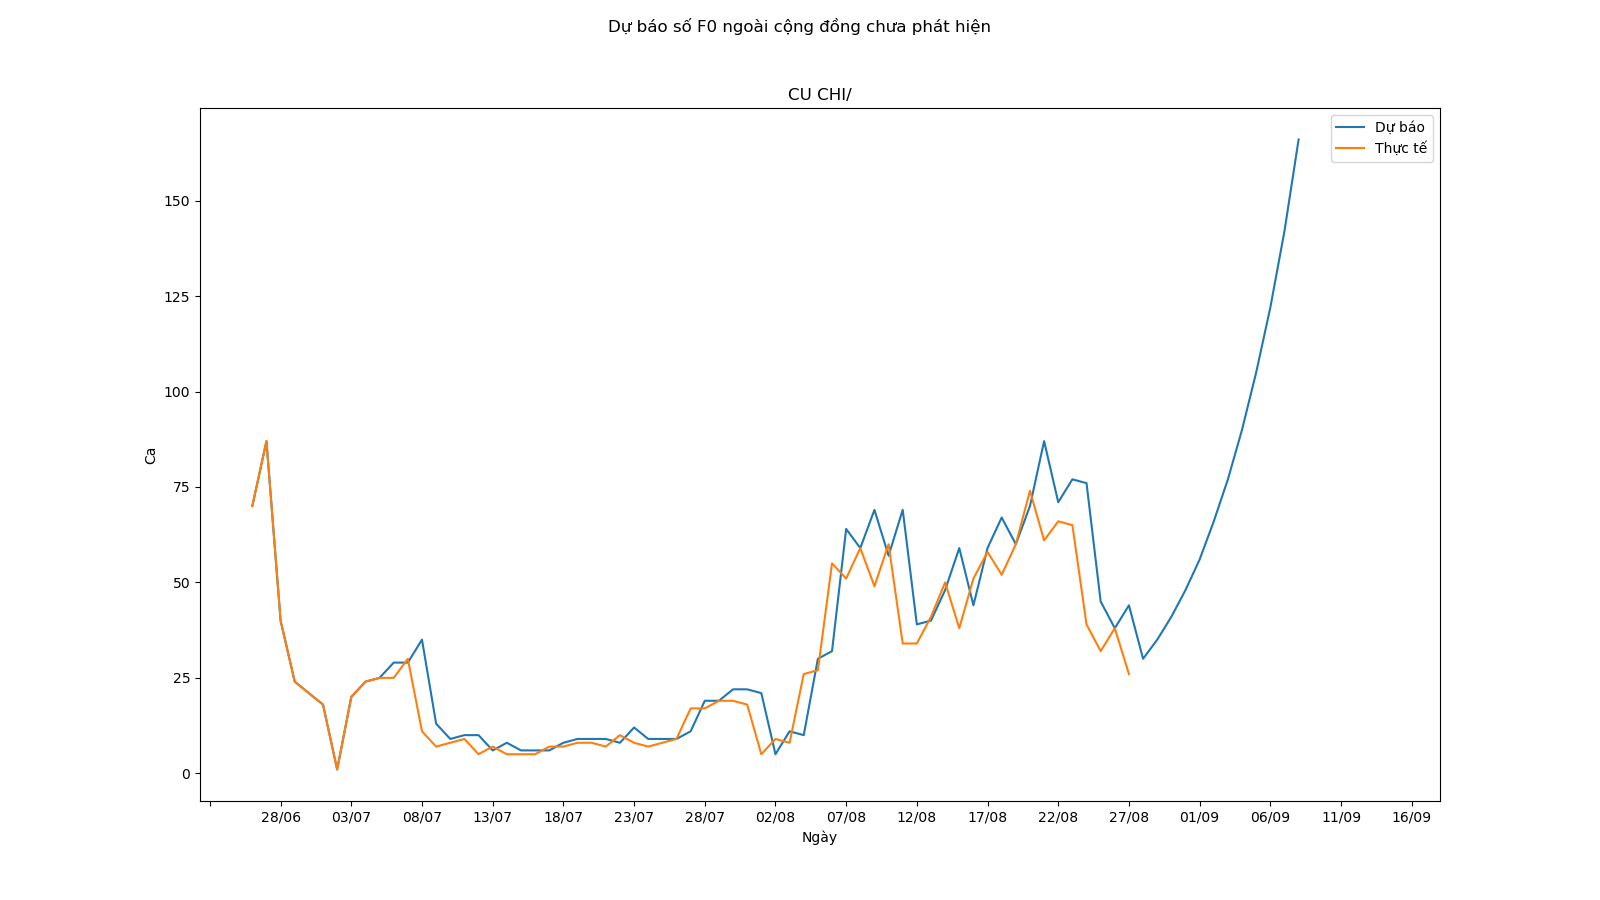 Dự báo số F0 ngoài cộng đồng chưa phát hiện
CU CHI/
Dự báo
Thực tế
150
125
100
75
50
25
0
Ca
28/06 03/07 08/07 13/07 18/07 23/07 28/07 02/08 07/08 12/08 17/08 22/08 27/08 01/09 06/09 11/09 16/09
Ngày